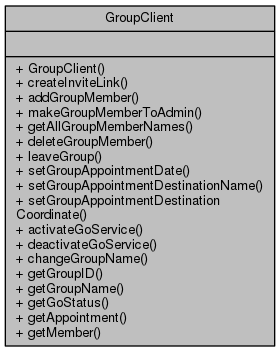 GroupClient
+ GroupClient()
+ createInviteLink()
+ addGroupMember()
+ makeGroupMemberToAdmin()
+ getAllGroupMemberNames()
+ deleteGroupMember()
+ leaveGroup()
+ setGroupAppointmentDate()
+ setGroupAppointmentDestinationName()
+ setGroupAppointmentDestination
Coordinate()
+ activateGoService()
+ deactivateGoService()
+ changeGroupName()
+ getGroupID()
+ getGroupName()
+ getGoStatus()
+ getAppointment()
+ getMember()